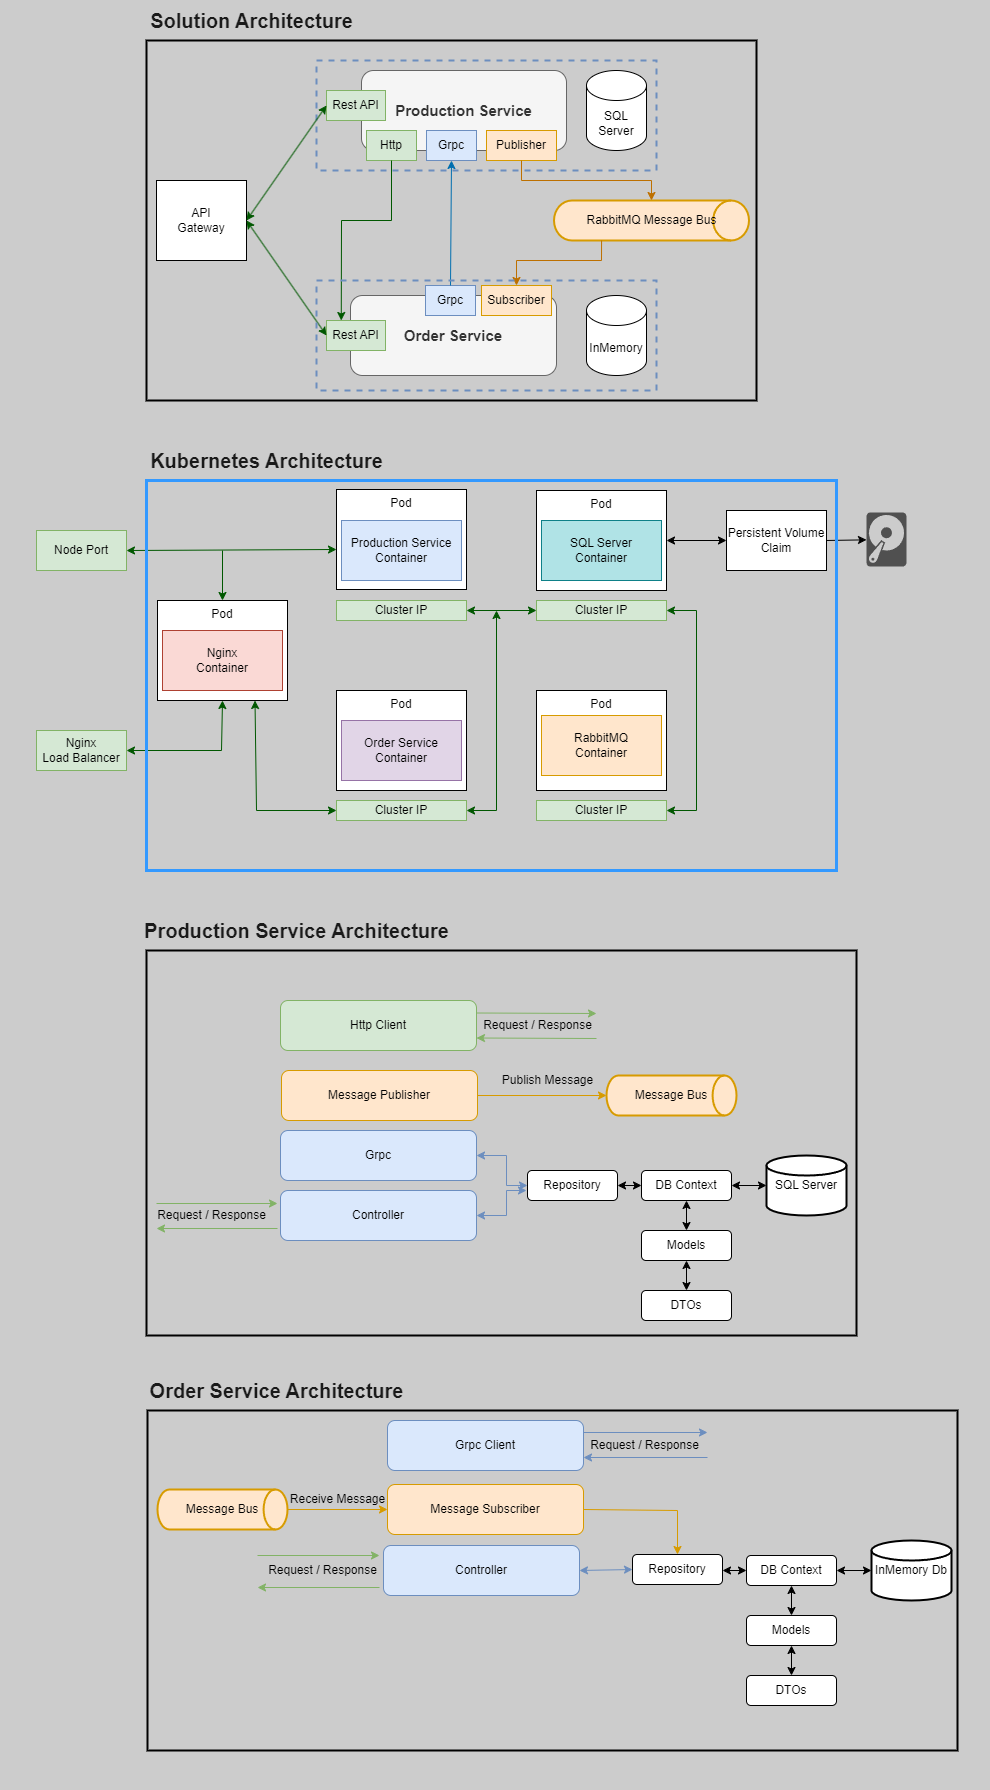 Solution Architecture
Rest API
Production Service
SQL
Server
Http
Grpc
Publisher
API
Gateway
RabbitMQ Message Bus
Grpc
Subscriber
Rest API
Order Service
InMemory
Kubernetes Architecture
Pod
Production Service
Container
Cluster IP
Pod
SQL Server
Container
Cluster IP
Persistent Volume
Claim
Node Port
Pod
Nginx
Container
Nginx
Load Balancer
Pod
Order Service
Container
Cluster IP
Pod
RabbitMQ
Container
Cluster IP
Production Service Architecture
Http Client
Request / Response
Message Publisher
Publish Message
Message Bus
Grpc
Request / Response
Controller
Repository
DB Context
SQL Server
Models
DTOs
Order Service Architecture
Grpc Client
Request / Response
Message Bus
Receive Message
Message Subscriber
Request / Response
Controller
Repository
DB Context
InMemory Db
Models
DTOs